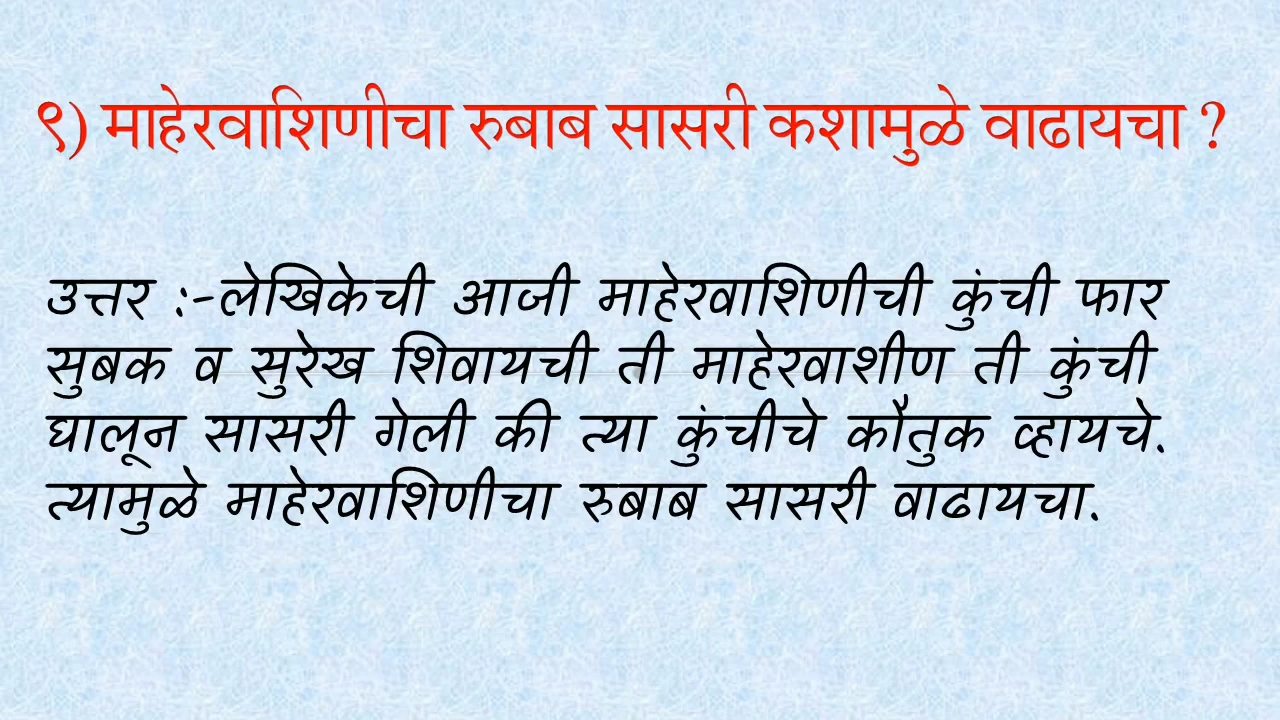 ९) माहेरवाशिणीचा रुबाब सासरी कशामुळे वाढायचा ?
उत्तर :-लेखिकेची आजी माहेरवाशिणीची कुंची फार
सुबक व सुरेख शिवायची ती माहेरवाशीण ती कुंची
घालून सासरी गेली की त्या कुंचीचे कौतुक व्हायचे.
त्यामुळे माहेरवाशिणीचा रुबाब सासरी वाढायचा.